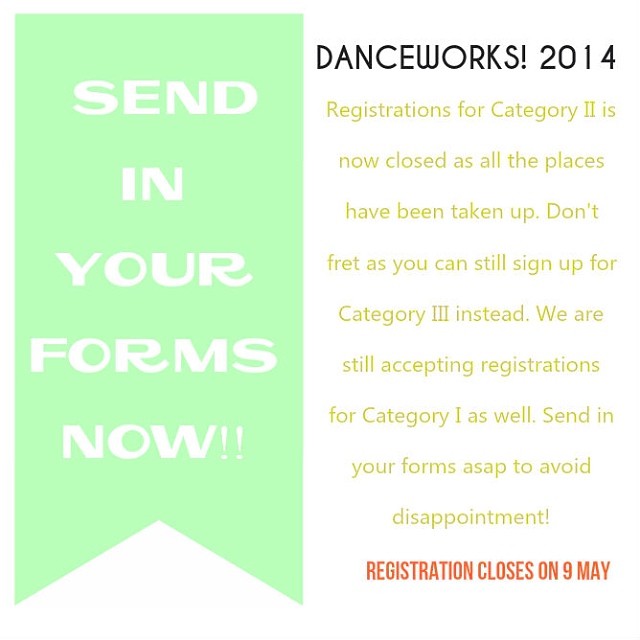 SEND
IN
YOUR
FORMS
NOW!!
DANCEWORKS! 2014
Registrations for Category II is
now closed as all the places
have been taken up. Don't
fret as you can still sign up for
Category III instead. We are
still accepting registrations
for Category I as well. Send in
your forms asap to avoid
disappointment!
REGISTRATION CLOSES ON 9 MAY